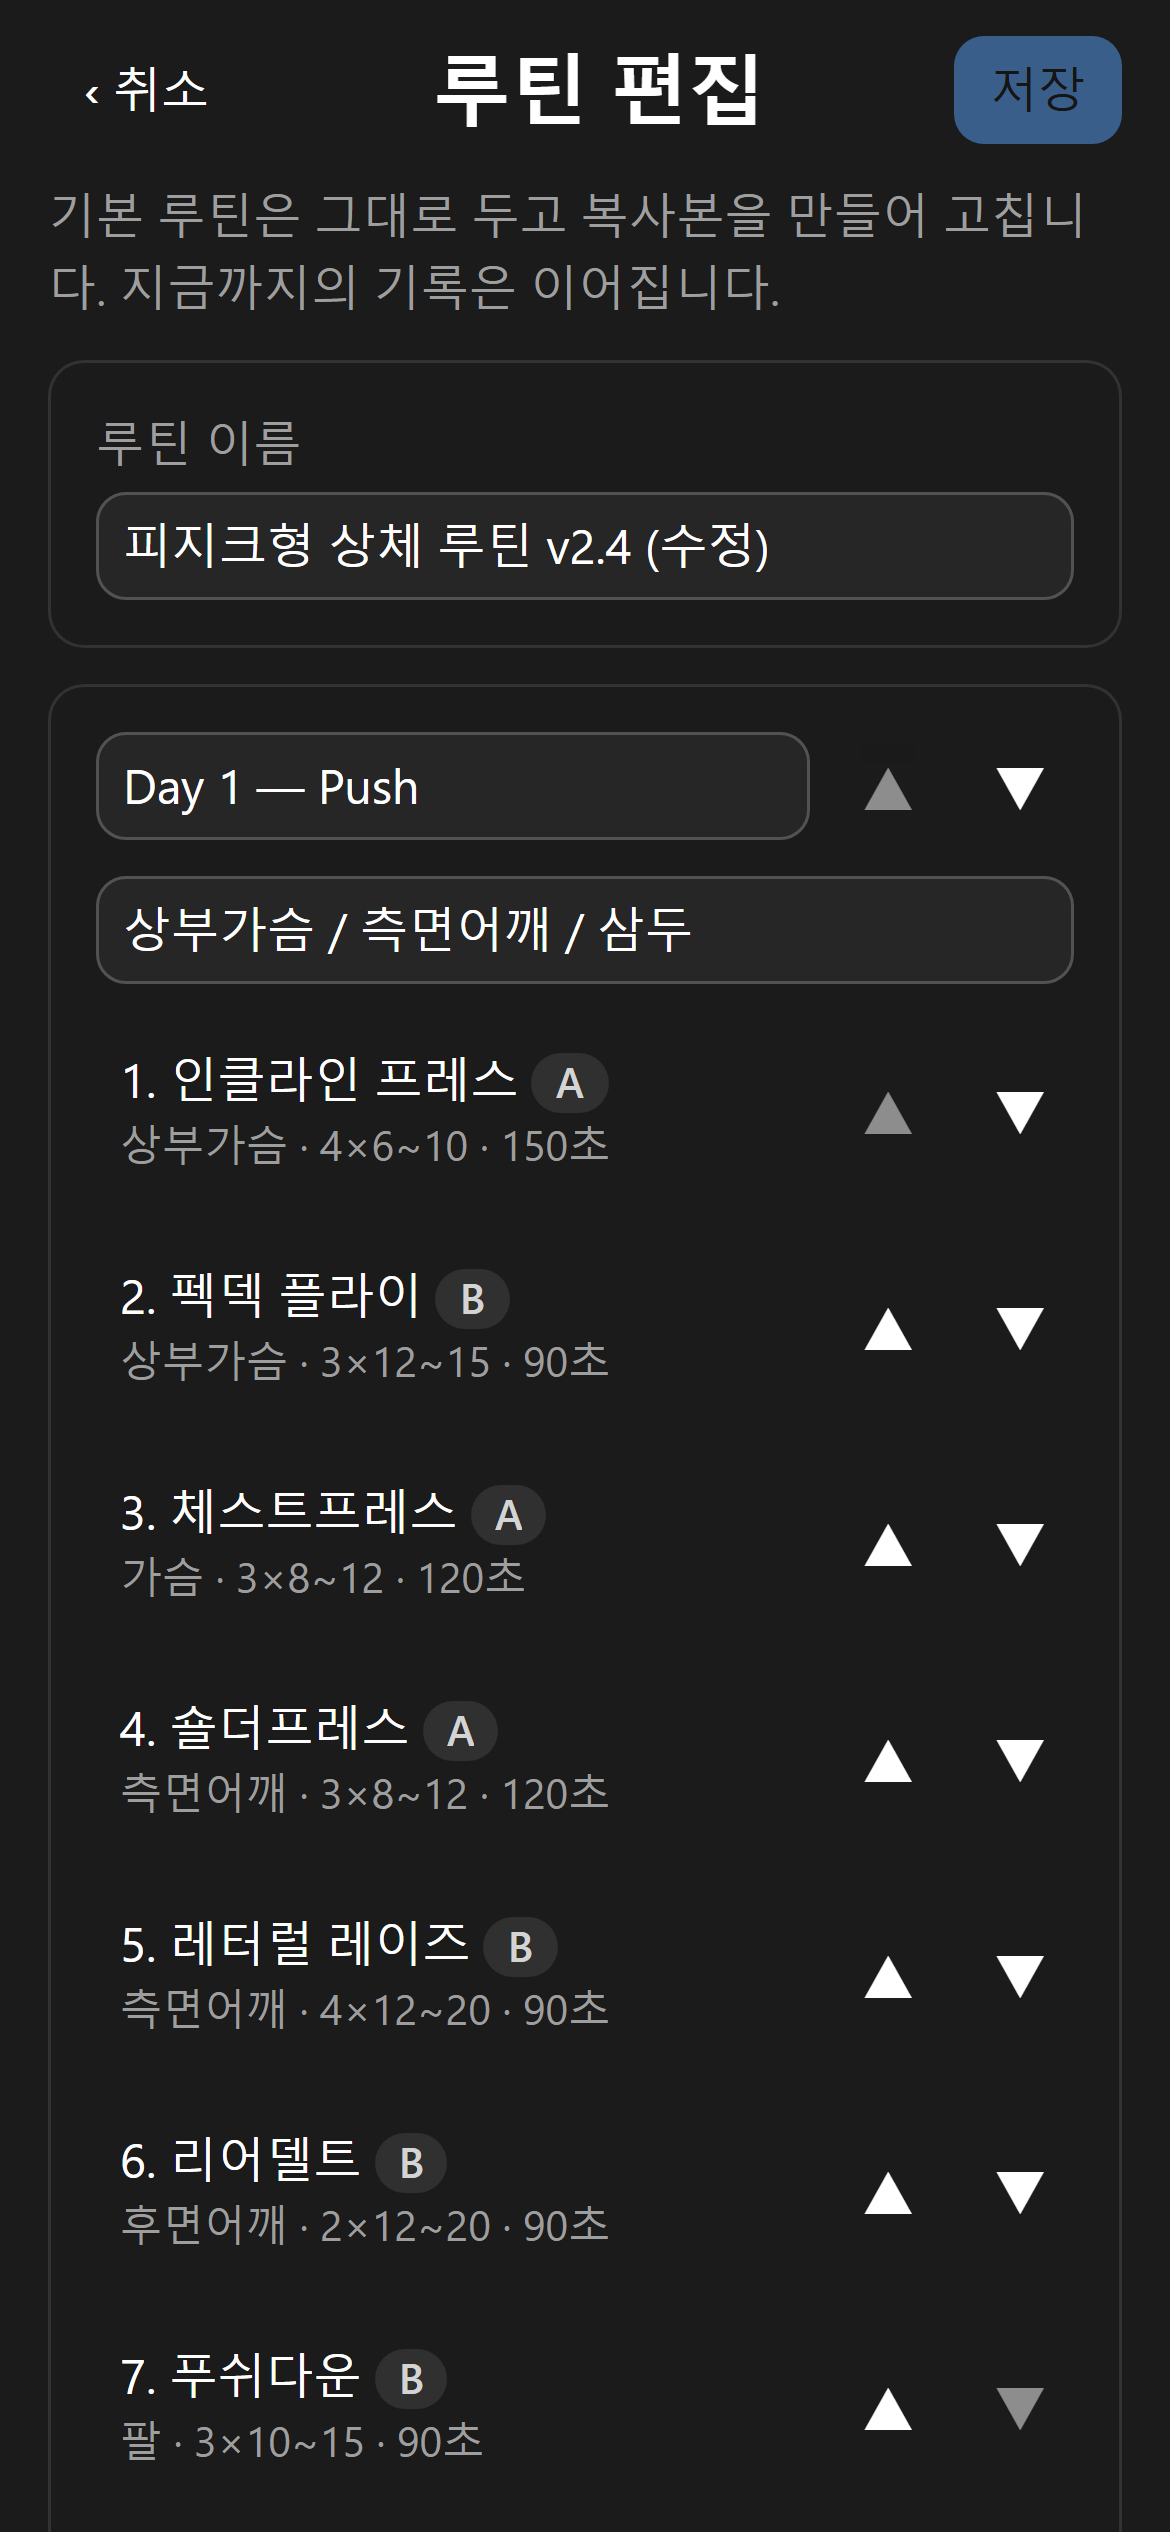 ‹ 취소
루틴 편집
저장
기본 루틴은 그대로 두고 복사본을 만들어 고칩니
다. 지금까지의 기록은 이어집니다.
루틴 이름
피지크형 상체 루틴 v2.4 (수정)
Day 1 — Push
▲ ▼
상부가슴 / 측면어깨 / 삼두
1. 인클라인 프레스 A
상부가슴 · 4×6~10 · 150초
▲ ▼
2. 펙덱 플라이 B
상부가슴 · 3×12~15 · 90초
▲ ▼
3. 체스트프레스 A
가슴 · 3×8~12 · 120초
▲ ▼
4. 숄더프레스 A
측면어깨 · 3×8~12 · 120초
▲ ▼
5. 레터럴 레이즈 B
측면어깨 · 4×12~20 · 90초
▲ ▼
6. 리어델트 B
후면어깨 · 2×12~20 · 90초
▲ ▼
7. 푸쉬다운 B
팔 · 3×10~15 · 90초
▲ ▼